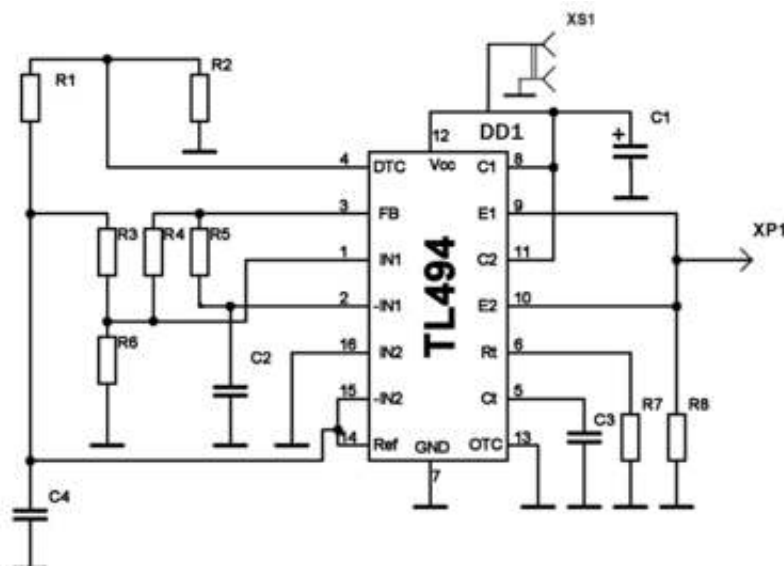 XS1
R1
R2
12
DD1
C1
+
4
DTC
Vcc
C1
8
3
FB
E1
9
XP1
R3
R4
R5
1
IN1
C2
11
2
-IN1
E2
10
R6
C2
16
IN2
Rt
6
15
-IN2
Ct
5
C3
R7
R8
14
Ref
GND
OTC
13
7
C4
TL494